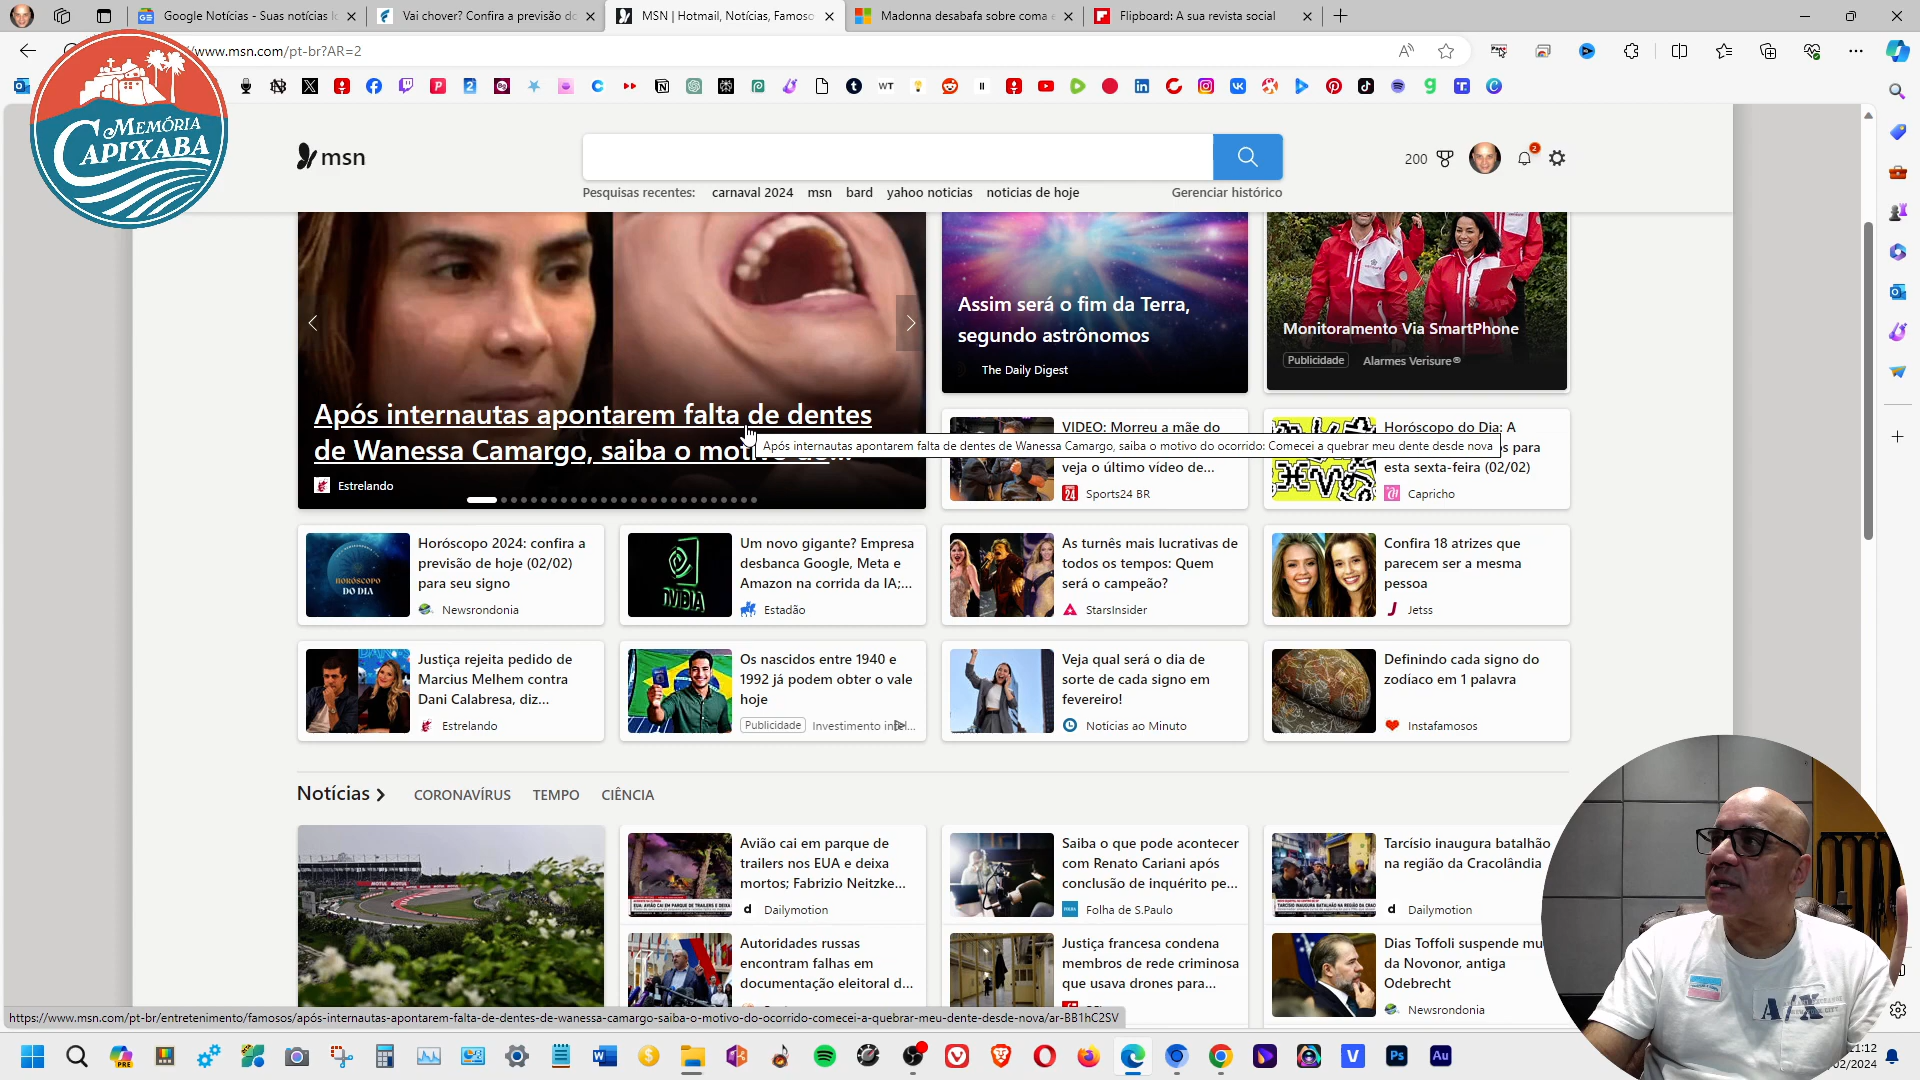 Google Notícias - Suas notícias
Vai chover? Confira a previsão do
MSN | Hotmail, Notícias, Famoso
Madonna desabafa sobre coma
Flipboard: A sua revista social
www.msn.com/pt-br?AR=2
MEMÓRIA
CAPIXABA
msn
200
2
Pesquisas recentes: carnaval 2024 msn bard yahoo noticias noticias de hoje Gerenciar histórico
Após internautas apontarem falta de dentes
de Wanessa Camargo, saiba o
Estrelando
Após internautas apontarem falta de dentes de Wanessa Camargo, saiba o motivo do ocorrido: Comecei a quebrar meu dente desde nova
Assim será o fim da Terra,
segundo astrônomos
The Daily Digest
Monitoramento Via SmartPhone
Publicidade Alarmes Verisure®
VIDEO: Morreu a mãe do
veja o último vídeo de...
Sports24 BR
Horóscopo do Dia: A
para
esta sexta-feira (02/02)
Capricho
HORÓSCOPO
DO DIA
Horóscopo 2024: confira a
previsão de hoje (02/02)
para seu signo
Newsrondonia
NVIDIA
Um novo gigante? Empresa
desbanca Google, Meta e
Amazon na corrida da IA;...
Estadão
As turnês mais lucrativas de
todos os tempos: Quem
será o campeão?
StarsInsider
Confira 18 atrizes que
parecem ser a mesma
pessoa
Jetss
Justiça rejeita pedido de
Marcius Melhem contra
Dani Calabresa, diz...
Estrelando
Os nascidos entre 1940 e
1992 já podem obter o vale
hoje
Publicidade Investimento
Veja qual será o dia de
sorte de cada signo em
fevereiro!
Notícias ao Minuto
Definindo cada signo do
zodíaco em 1 palavra
Instafamosos
Notícias
CORONAVÍRUS TEMPO CIÊNCIA
Avião cai em parque de
trailers nos EUA e deixa
mortos; Fabrizio Neitzke...
Dailymotion
Saiba o que pode acontecer
com Renato Cariani após
conclusão de inquérito pe...
Folha de S.Paulo
Tarcísio inaugura batalhão
na região da Cracolândia
Dailymotion
Autoridades russas
encontram falhas em
documentação eleitoral d...
Justiça francesa condena
membros de rede criminosa
que usava drones para...
Dias Toffoli suspende mu
da Novonor, antiga
Odebrecht
Newsrondonia
https://www.msn.com/pt-br/entretenimento/famosos/após-internautas-apontarem-falta-de-dentes-de-wanessa-camargo-saiba-o-motivo-do-ocorrido-comecei-a-quebrar-meu-dente-desde-nova/ar-BB1hC2SV
A/X
:12
02/2024